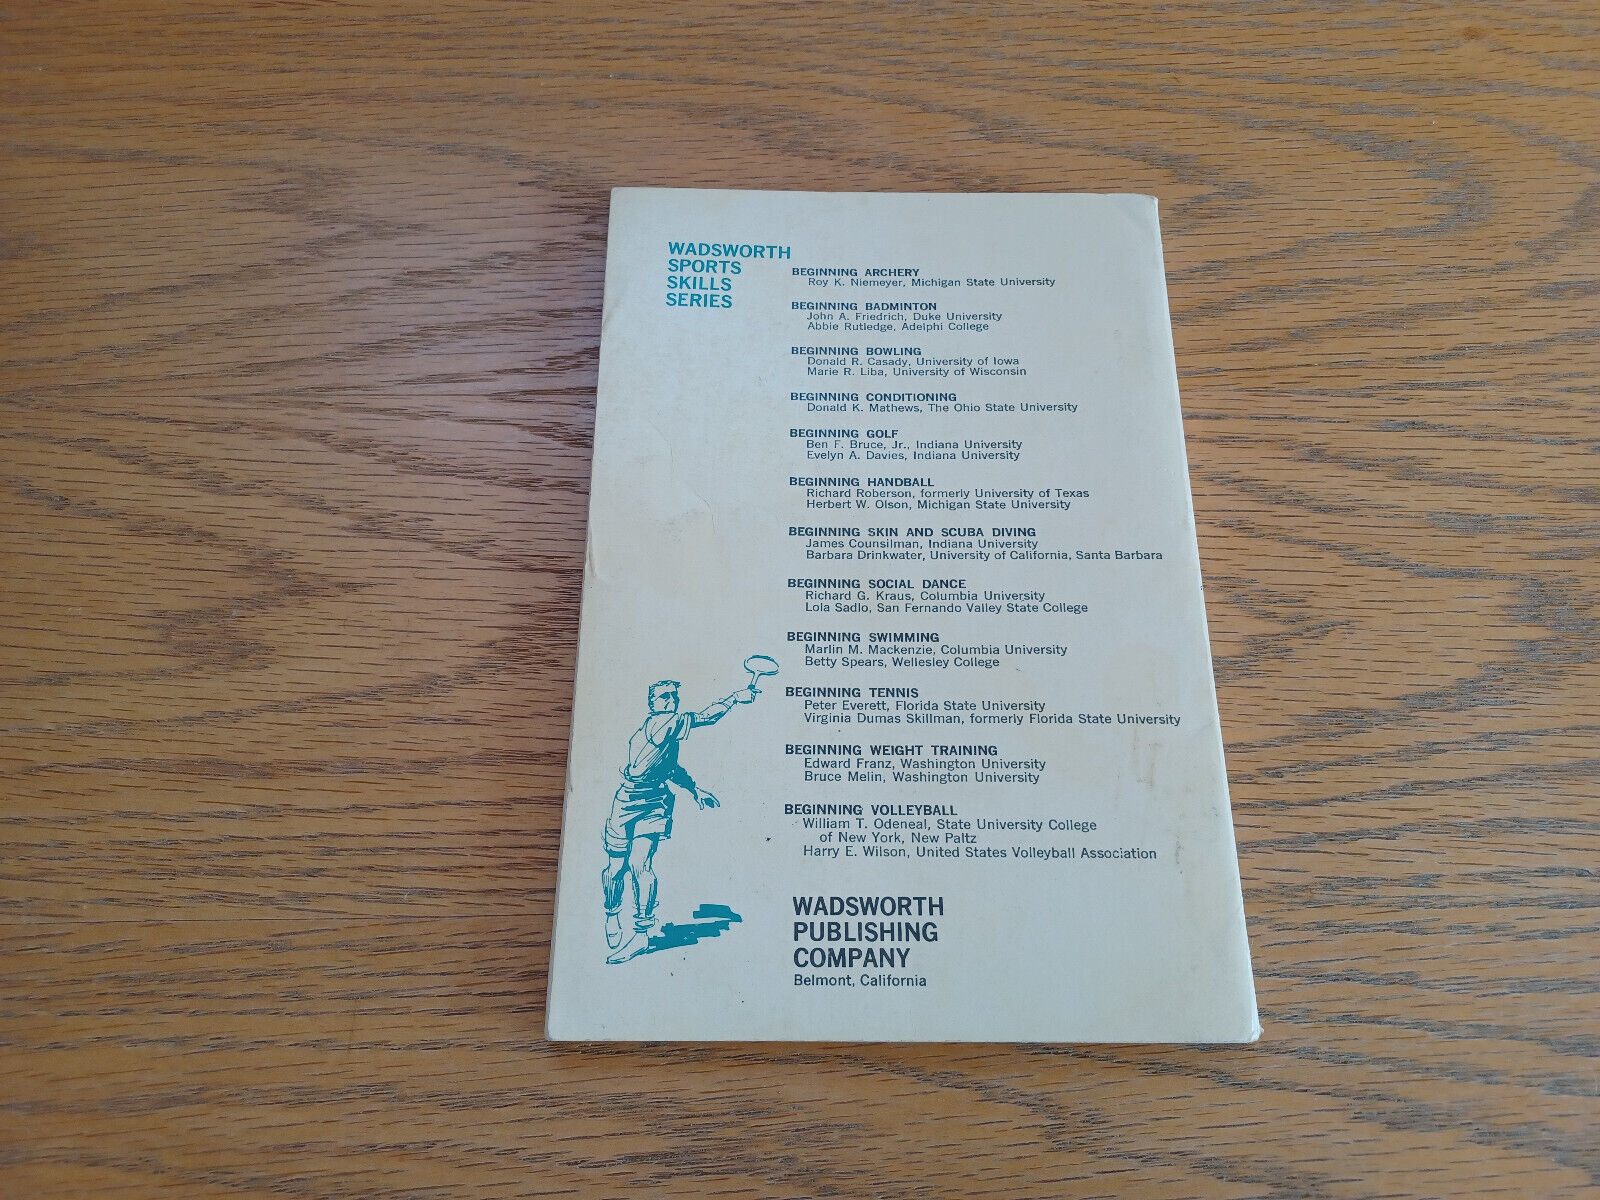 WADSWORTH
SPORTS
SKILLS
SERIES
BEGINNING ARCHERY
Roy K. Niemeyer, Michigan State University
BEGINNING BADMINTON
John A. Friedrich, Duke University
Abbie Rutledge, Adelphi College
BEGINNING BOWLING
Donald R. Casady, University of Iowa
Marie R. Liba, University of Wisconsin
BEGINNING CONDITIONING
Donald K. Mathews, The Ohio State University
BEGINNING GOLF
Ben F. Bruce, Jr., Indiana University
Evelyn A. Davies, Indiana University
BEGINNING HANDBALL
Richard Roberson, formerly University of Texas
Herbert W. Olson, Michigan State University
BEGINNING SKIN AND SCUBA DIVING
James Counsilman, Indiana University
Barbara Drinkwater, University of California, Santa Barbara
BEGINNING SOCIAL DANCE
Richard G. Kraus, Columbia University
Lola Sadlo, San Fernando Valley State College
BEGINNING SWIMMING
Marlin M. Mackenzie, Columbia University
Betty Spears, Wellesley College
BEGINNING TENNIS
Peter Everett, Florida State University
Virginia Dumas Skillman, formerly Florida State University
BEGINNING WEIGHT TRAINING
Edward Franz, Washington University
Bruce Melin, Washington University
BEGINNING VOLLEYBALL
William T. Odeneal, State University College
of New York, New Paltz
Harry E. Wilson, United States Volleyball Association
WADSWORTH
PUBLISHING
COMPANY
Belmont, California